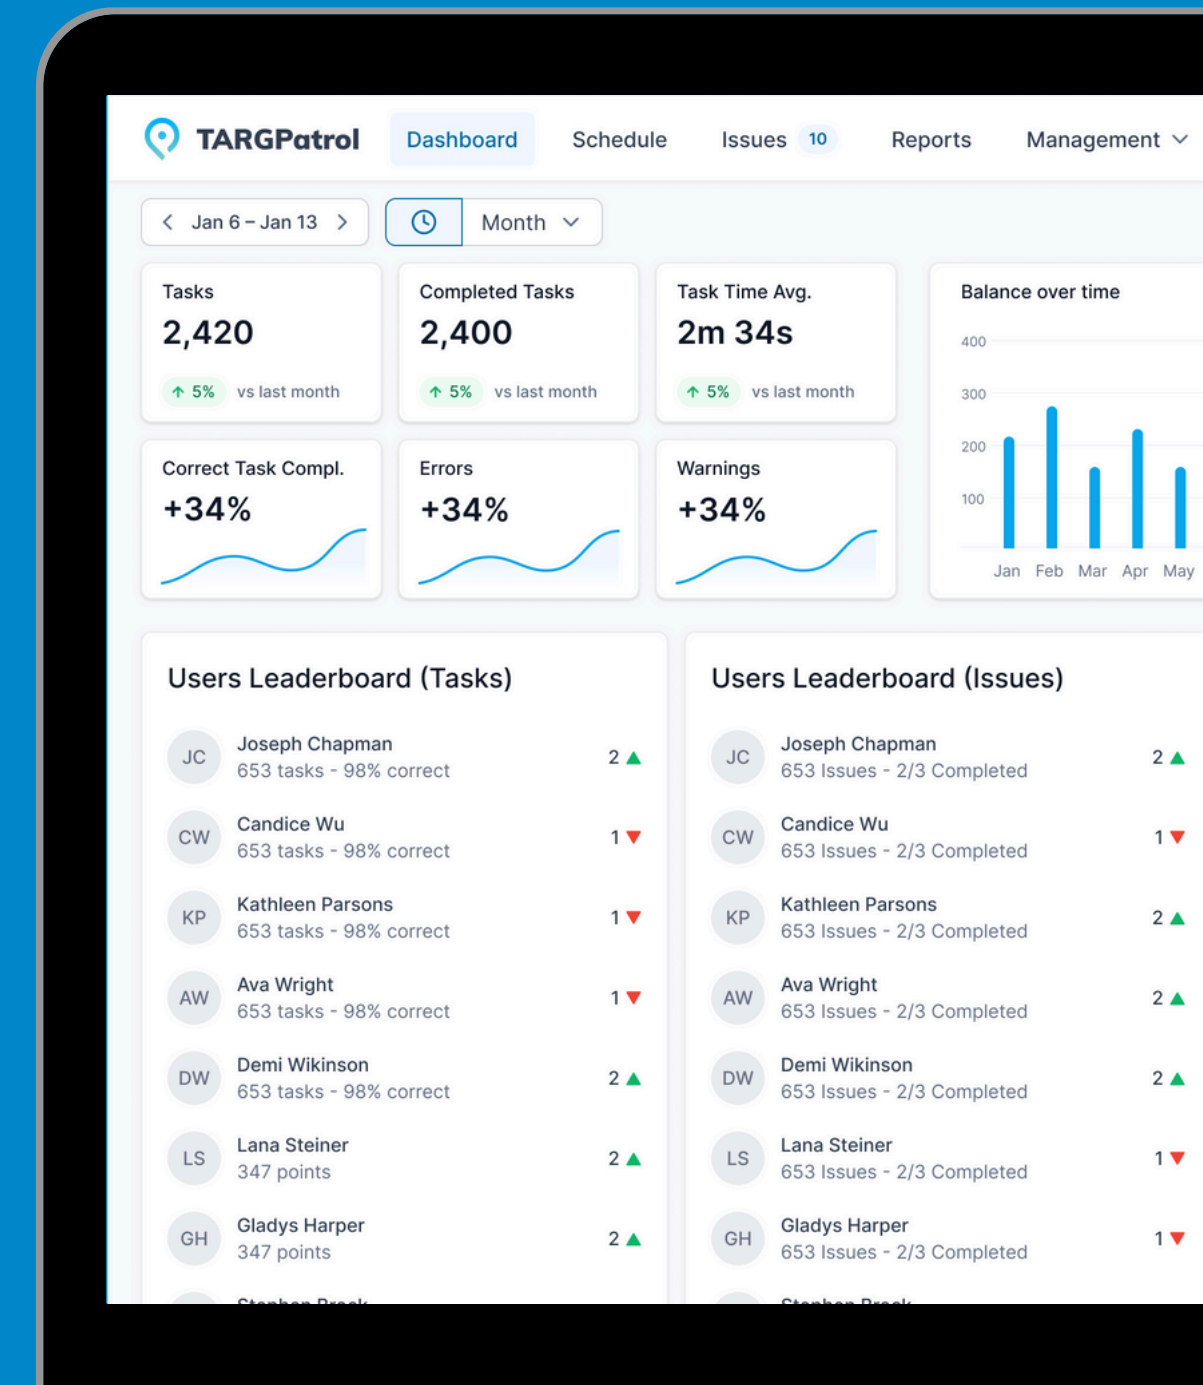 TARGPatrol
Dashboard
Schedule
Issues 10
Reports
Management
Jan 6 – Jan 13
Month
Tasks
2,420
5% vs last month
Completed Tasks
2,400
5% vs last month
Task Time Avg.
2m 34s
5% vs last month
Correct Task Compl.
+34%
Errors
+34%
Warnings
+34%
Balance over time
400
300
200
100
Jan Feb Mar Apr May
Users Leaderboard (Tasks)
JC
Joseph Chapman
653 tasks - 98% correct
2
CW
Candice Wu
653 tasks - 98% correct
1
KP
Kathleen Parsons
653 tasks - 98% correct
1
AW
Ava Wright
653 tasks - 98% correct
1
DW
Demi Wikinson
653 tasks - 98% correct
2
LS
Lana Steiner
347 points
2
GH
Gladys Harper
347 points
2
Users Leaderboard (Issues)
JC
Joseph Chapman
653 Issues - 2/3 Completed
2
CW
Candice Wu
653 Issues - 2/3 Completed
1
KP
Kathleen Parsons
653 Issues - 2/3 Completed
2
AW
Ava Wright
653 Issues - 2/3 Completed
2
DW
Demi Wikinson
653 Issues - 2/3 Completed
2
LS
Lana Steiner
653 Issues - 2/3 Completed
1
GH
Gladys Harper
653 Issues - 2/3 Completed
1